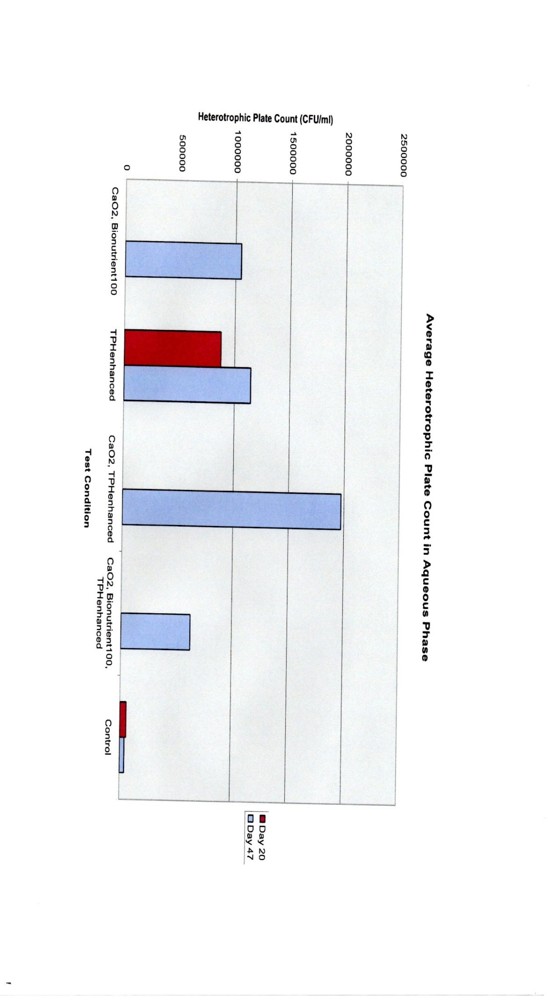 Average Heterotrophic Plate Count in Aqueous Phase
Heterotrophic Plate Count (CFU/ml)
2500000
2000000
1500000
1000000
500000
0
CaO2, Bionutrient100
TPHenhanced
CaO2, TPHenhanced
CaO2, Bionutrient100,
TPHenhanced
Control
Test Condition
Day 20
Day 47